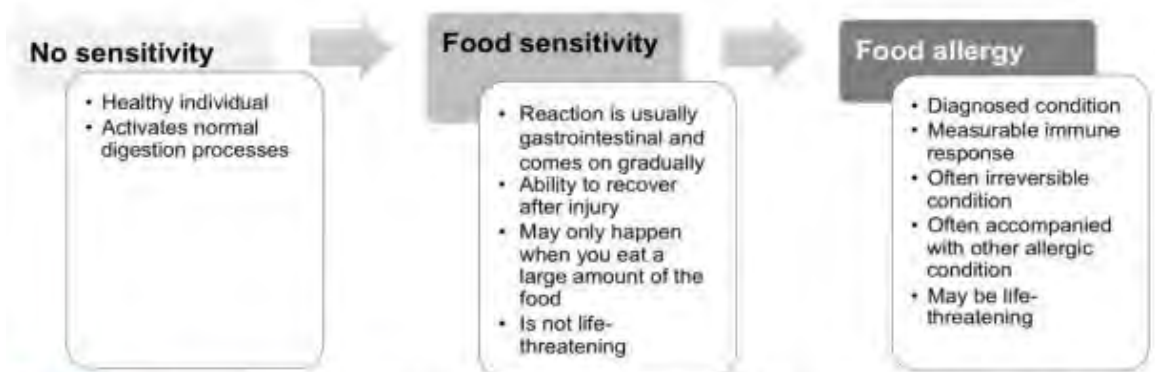 No sensitivity
• Healthy individual
• Activates normal
digestion processes
Food sensitivity
• Reaction is usually
gastrointestinal and
comes on gradually
• Ability to recover
after injury
• May only happen
when you eat a
large amount of the
food
• Is not life-
threatening
Food allergy
• Diagnosed condition
• Measurable immune
response
• Often irreversible
condition
• Often accompanied
with other allergic
condition
• May be life-
threatening